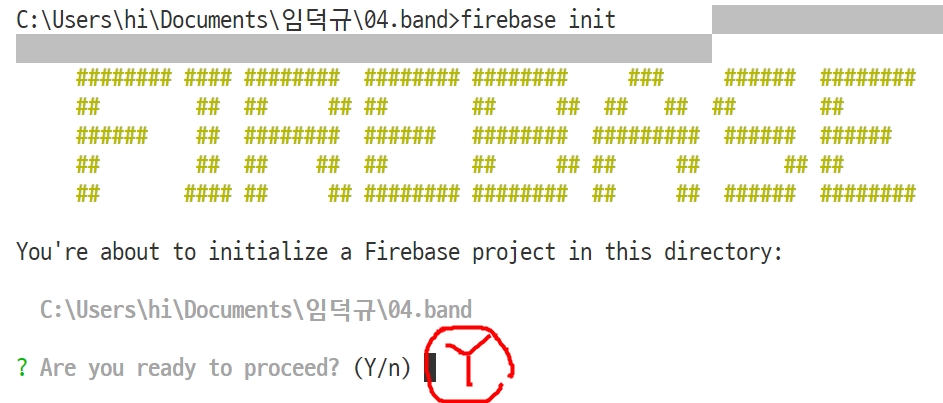 C:\Users\hi\Documents\임덕규\04.band>firebase init
######## #### ######## ######## ########     ###     ######  ########
##        ## ##     ## ##       ##     ##  ##   ##  ##       ##
######    ## ########  ######   ########  #########  ######  ######
##        ## ##    ##  ##       ##     ## ##     ##       ## ##
##       #### ##     ## ######## ########  ##     ##  ######  ########
You're about to initialize a Firebase project in this directory:
C:\Users\hi\Documents\임덕규\04.band
? Are you ready to proceed? (Y/n) Y